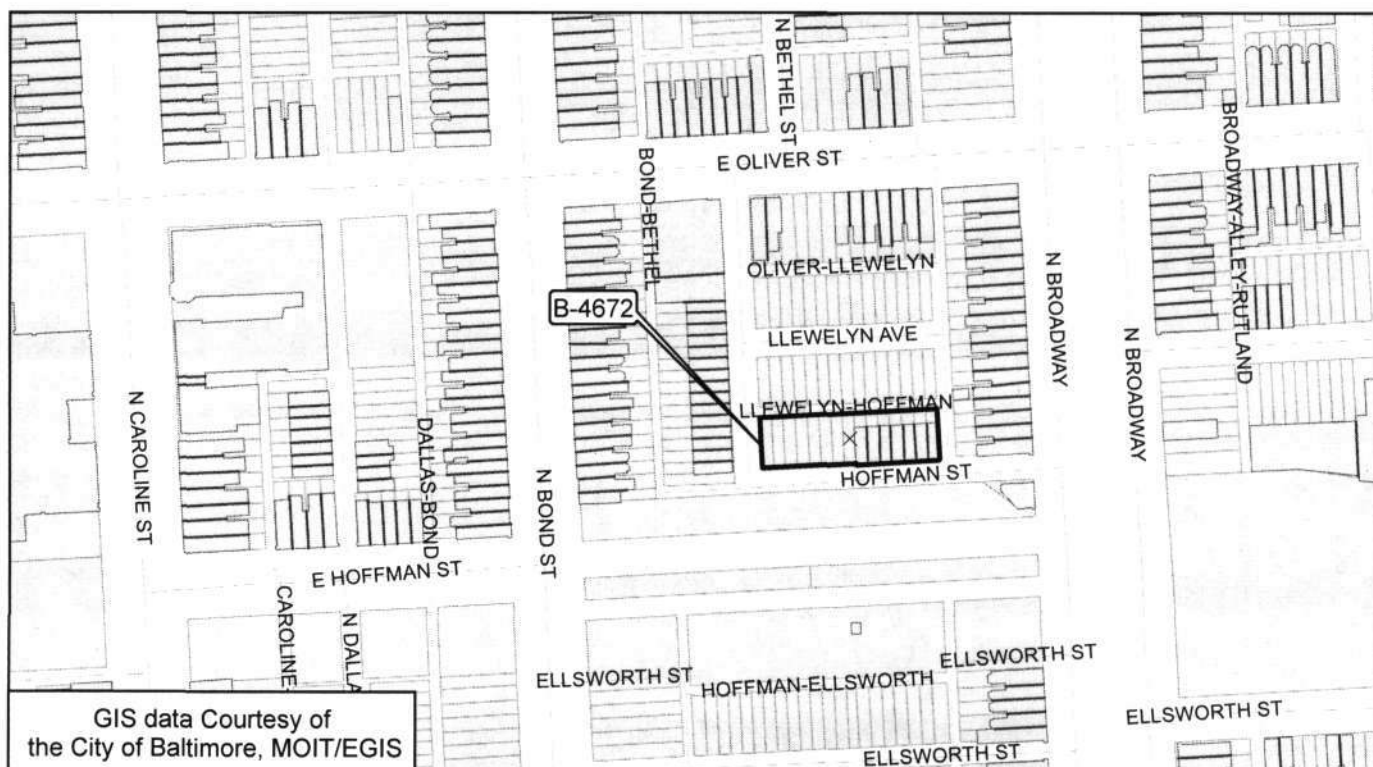 N BETHEL ST
E OLIVER ST
BROADWAY-ALLEY-RUTLAND
BOND-BETHEL
OLIVER-LLEWELYN
N BROADWAY
B-4672
LLEWELYN AVE
N BROADWAY
N CAROLINE ST
LLEWELYN-HOFFMAN
DALLAS-BOND
HOFFMAN ST
N BOND ST
E HOFFMAN ST
CAROLINE-
N DALLA
ELLSWORTH ST
HOFFMAN-ELLSWORTH
ELLSWORTH ST
ELLSWORTH ST
ELLSWORTH ST
GIS data Courtesy of
the City of Baltimore, MOIT/EGIS